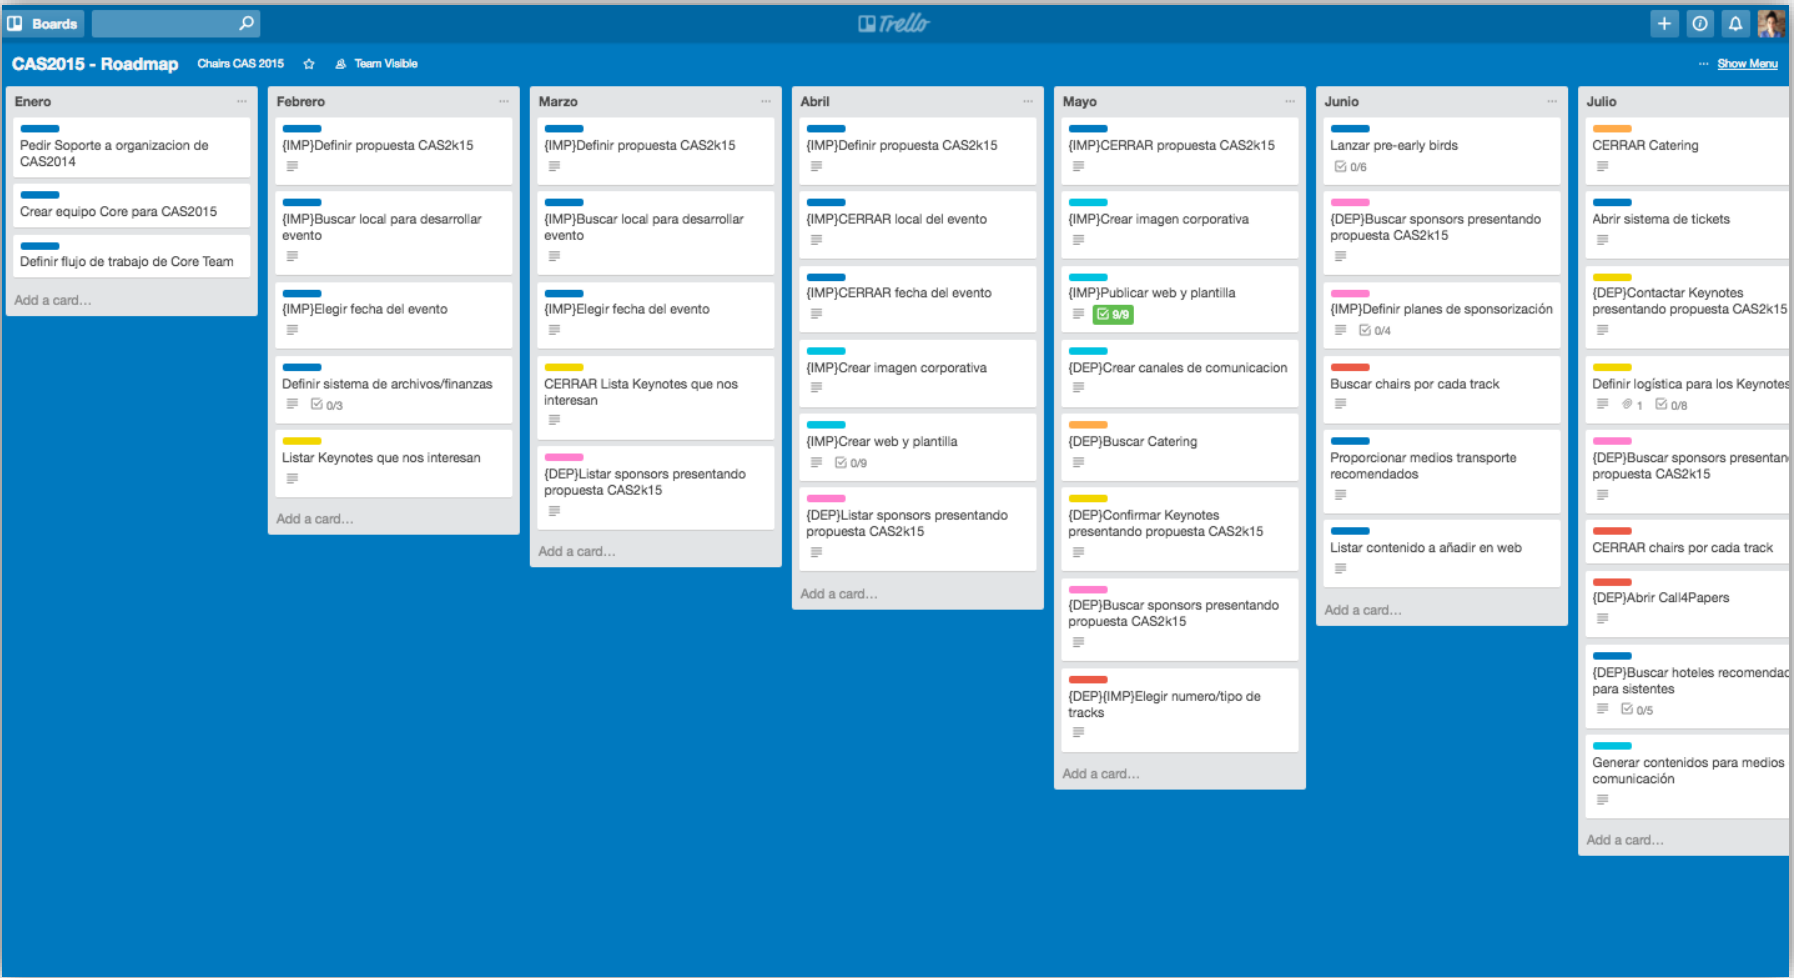 Boards
Trello
CAS2015 - Roadmap
Chairs CAS 2015
Team Visible
... Show Menu
Enero
Pedir Soporte a organizacion de
CAS2014
Crear equipo Core para CAS2015
Definir flujo de trabajo de Core Team
Add a card...
Febrero
{IMP}Definir propuesta CAS2k15
{IMP}Buscar local para desarrollar
evento
{IMP}Elegir fecha del evento
Definir sistema de archivos/finanzas
0/3
Listar Keynotes que nos interesan
Add a card...
Marzo
{IMP}Definir propuesta CAS2k15
{IMP}Buscar local para desarrollar
evento
{IMP}Elegir fecha del evento
CERRAR Lista Keynotes que nos
interesan
{DEP}Listar sponsors presentando
propuesta CAS2k15
Add a card...
Abril
{IMP}Definir propuesta CAS2k15
{IMP}CERRAR local del evento
{IMP}CERRAR fecha del evento
{IMP}Crear imagen corporativa
{IMP}Crear web y plantilla
0/9
{DEP}Listar sponsors presentando
propuesta CAS2k15
Add a card...
Mayo
{IMP}CERRAR propuesta CAS2k15
{IMP}Crear imagen corporativa
{IMP}Publicar web y plantilla
9/9
{DEP}Crear canales de comunicacion
{DEP}Buscar Catering
{DEP}Confirmar Keynotes
presentando propuesta CAS2k15
{DEP}Buscar sponsors presentando
propuesta CAS2k15
{DEP}{IMP}Elegir numero/tipo de
tracks
Add a card...
Junio
Lanzar pre-early birds
0/6
{DEP}Buscar sponsors presentando
propuesta CAS2k15
{IMP}Definir planes de sponsorización
0/4
Buscar chairs por cada track
Proporcionar medios transporte
recomendados
Listar contenido a añadir en web
Add a card...
Julio
CERRAR Catering
Abrir sistema de tickets
{DEP}Contactar Keynotes
presentando propuesta CAS2k15
Definir logística para los Keynotes
1 0/8
{DEP}Buscar sponsors presentan
propuesta CAS2k15
CERRAR chairs por cada track
{DEP}Abrir Call4Papers
{DEP}Buscar hoteles recomendac
para sistentes
0/5
Generar contenidos para medios
comunicación
Add a card...